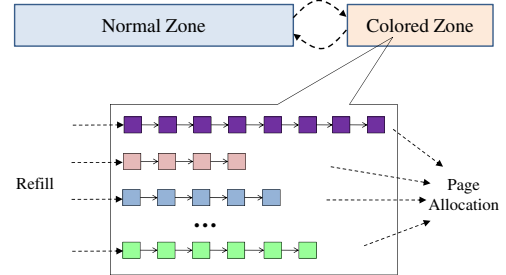 Normal Zone
Colored Zone
Refill
Page
Allocation